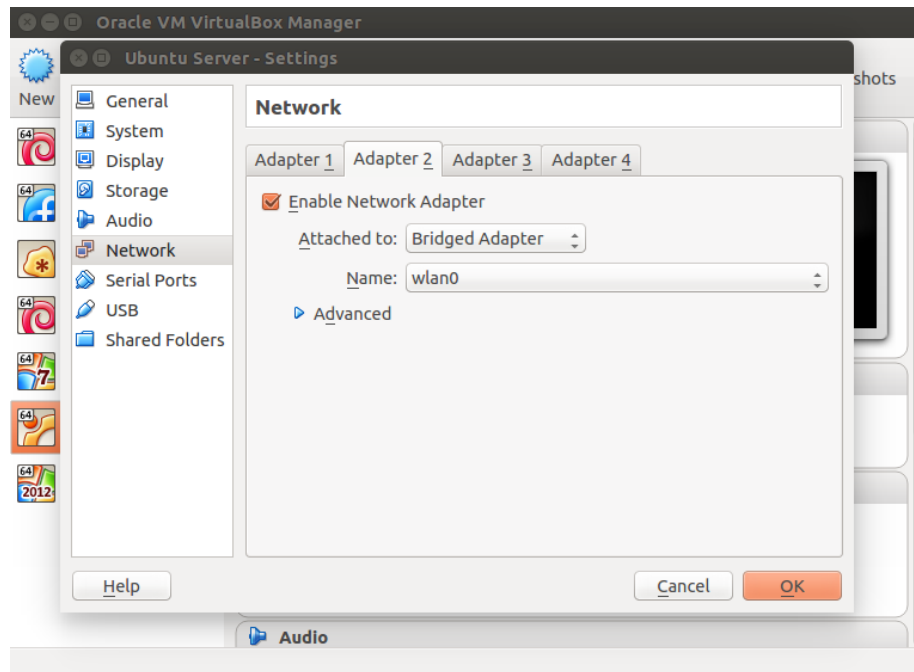 Oracle VM VirtualBox Manager
Ubuntu Server - Settings
New
shots
General
System
Display
Storage
Audio
Network
Serial Ports
USB
Shared Folders
Network
Adapter 1 Adapter 2 Adapter 3 Adapter 4
Enable Network Adapter
Attached to: Bridged Adapter
Name: wlan0
Advanced
64
64
64
64
7
64
64
2012
Help Cancel OK
Audio